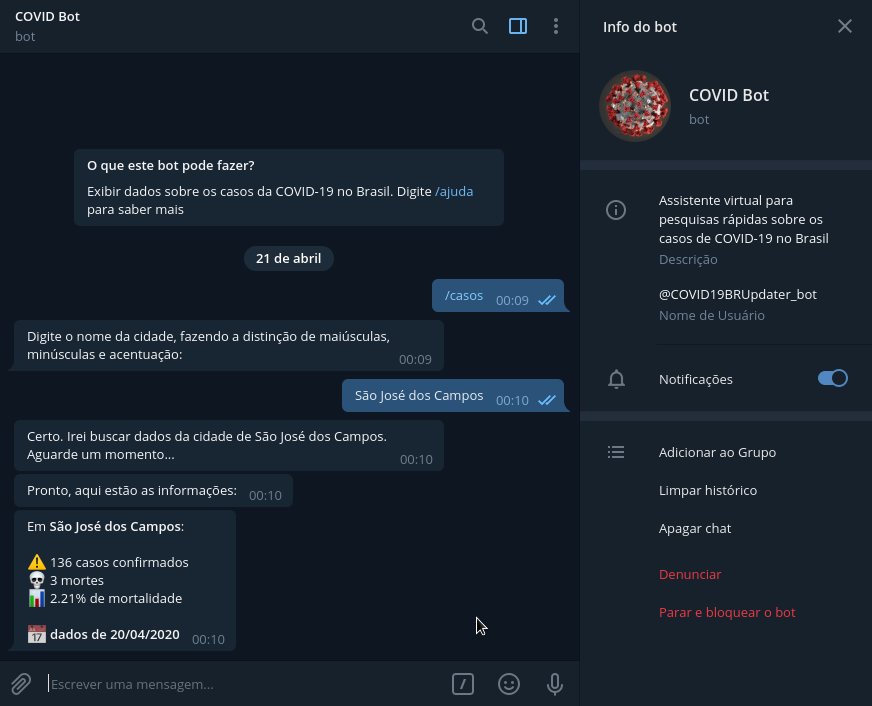 COVID Bot
bot
O que este bot pode fazer?
Exibir dados sobre os casos da COVID-19 no Brasil. Digite /ajuda
para saber mais
21 de abril
/casos 00:09
Digite o nome da cidade, fazendo a distinção de maiúsculas,
minúsculas e acentuação:
00:09
São José dos Campos 00:10
Certo. Irei buscar dados da cidade de São José dos Campos.
Aguarde um momento...
00:10
Pronto, aqui estão as informações: 00:10
Em São José dos Campos:
136 casos confirmados
3 mortes
2.21% de mortalidade
dados de 20/04/2020 00:10
Escrever uma mensagem...
Info do bot
COVID Bot
bot
Assistente virtual para
pesquisas rápidas sobre os
casos de COVID-19 no Brasil
Descrição
@COVID19BRUpdater_bot
Nome de Usuário
Notificações
Adicionar ao Grupo
Limpar histórico
Apagar chat
Denunciar
Parar e bloquear o bot